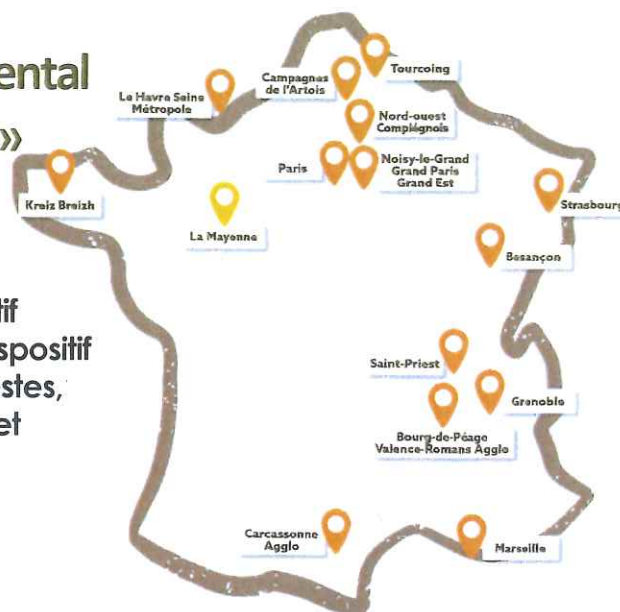 ental
»
tif
spositif
stes,
et
Tourcoing
Campagnes
de l'Artois
Le Havre Seine
Métropole
Nord-ouest
Compiégnois
Paris
Noisy-le-Grand
Grand Paris
Grand Est
Kreiz Breizh
Strasbourg
La Mayenne
Besançon
Saint-Priest
Grenoble
Bourg-de-Péage
Valence-Romans Agglo
Carcassonne
Agglo
Marseille